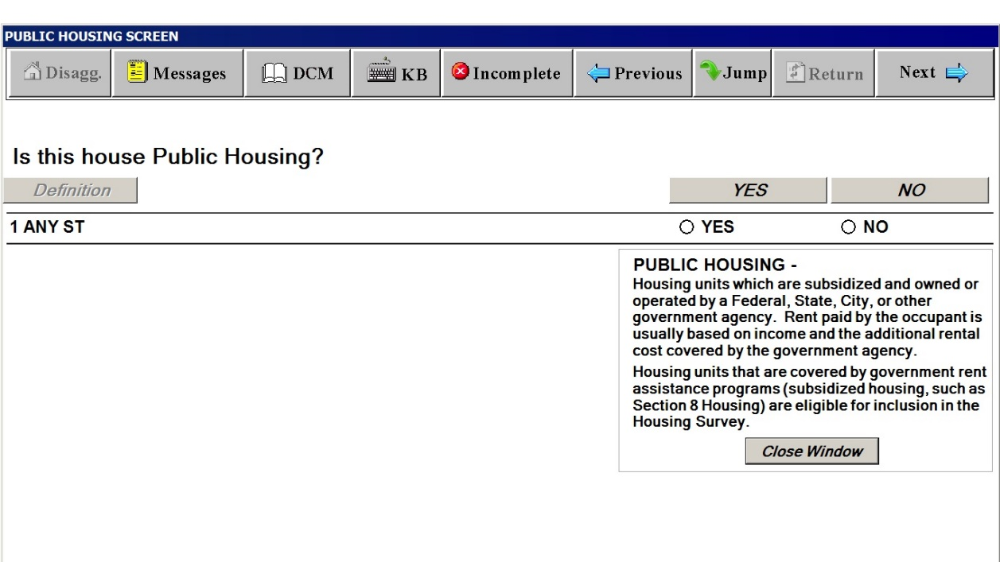 PUBLIC HOUSING SCREEN
Disagg. Messages DCM KB Incomplete Previous Jump Return Next
Is this house Public Housing?
Definition YES NO
1 ANY ST YES NO
PUBLIC HOUSING -
Housing units which are subsidized and owned or
operated by a Federal, State, City, or other
government agency. Rent paid by the occupant is
usually based on income and the additional rental
cost covered by the government agency.
Housing units that are covered by government rent
assistance programs (subsidized housing, such as
Section 8 Housing) are eligible for inclusion in the
Housing Survey.
Close Window